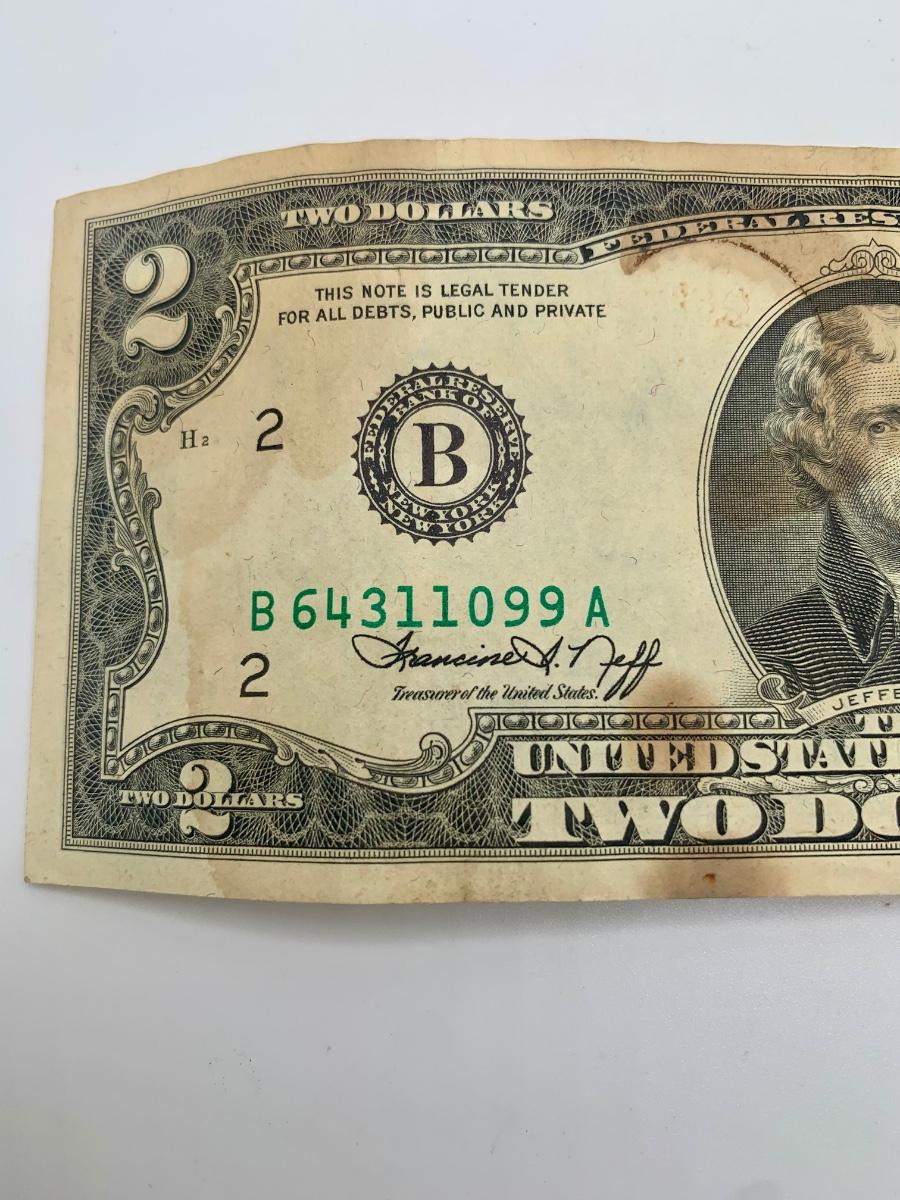 TWO DOLLARS
FEDERAL RES
2
THIS NOTE IS LEGAL TENDER
FOR ALL DEBTS, PUBLIC AND PRIVATE
H2
2
FEDERAL RESERVE
BANK OF
B
NEW YORK
NEW YORK
B 64311099 A
Francine I. Neff
2
Treasurer of the United States.
JEFFE
T
UNITED STAT
2
TWO DOLLARS
TWO DO